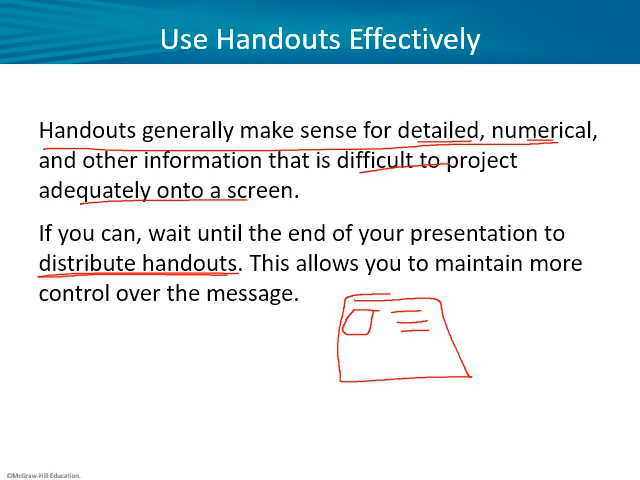 Use Handouts Effectively
Handouts generally make sense for detailed, numerical,
and other information that is difficult to project
adequately onto a screen.
If you can, wait until the end of your presentation to
distribute handouts. This allows you to maintain more
control over the message.
©McGraw-Hill Education.